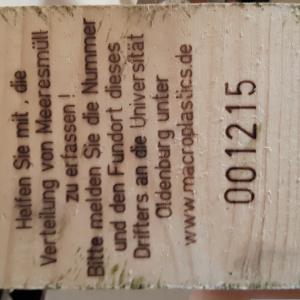 Helfen Sie mit , die
Verteilung von Meeresmüll
zu erfassen !
Bitte melden Sie die Nummer
und den Fundort dieses
Drifters an die Universität
Oldenburg unter
www.macroplastics.de
001215